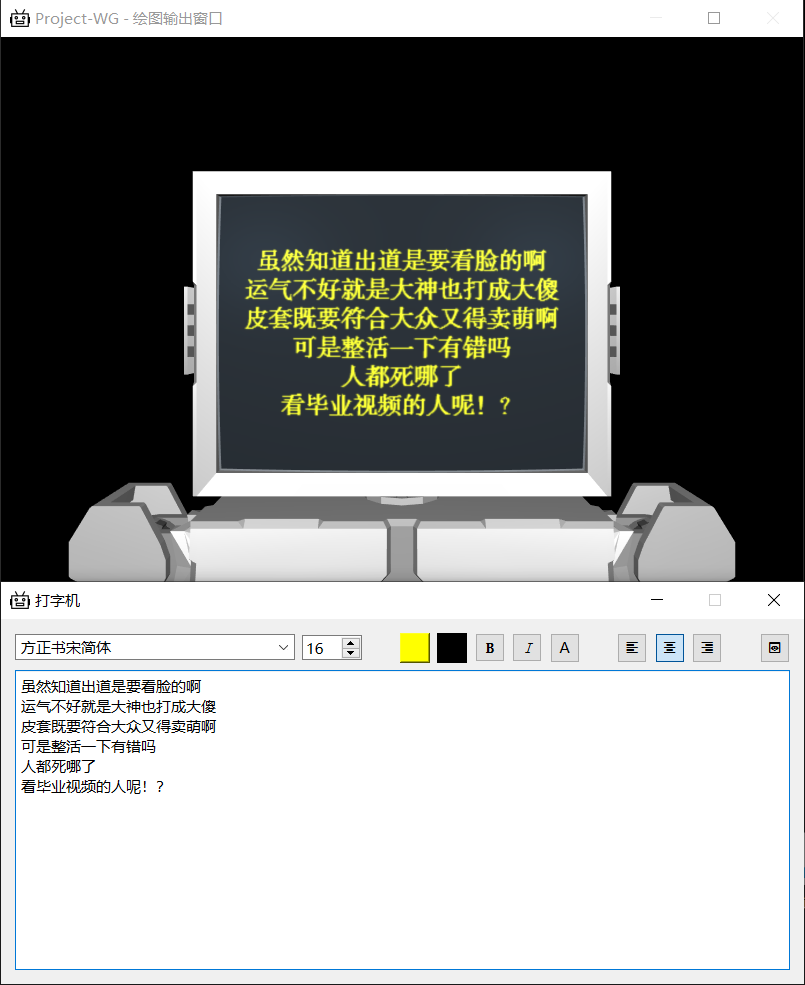 Project-WG - 绘图输出窗口
虽然知道出道是要看脸的啊
运气不好就是大神也打成大傻
皮套既要符合大众又得卖萌啊
可是整活一下有错吗
人都死哪了
看毕业视频的人呢！？
打字机
方正书宋简体 16 B I A
虽然知道出道是要看脸的啊
运气不好就是大神也打成大傻
皮套既要符合大众又得卖萌啊
可是整活一下有错吗
人都死哪了
看毕业视频的人呢！？